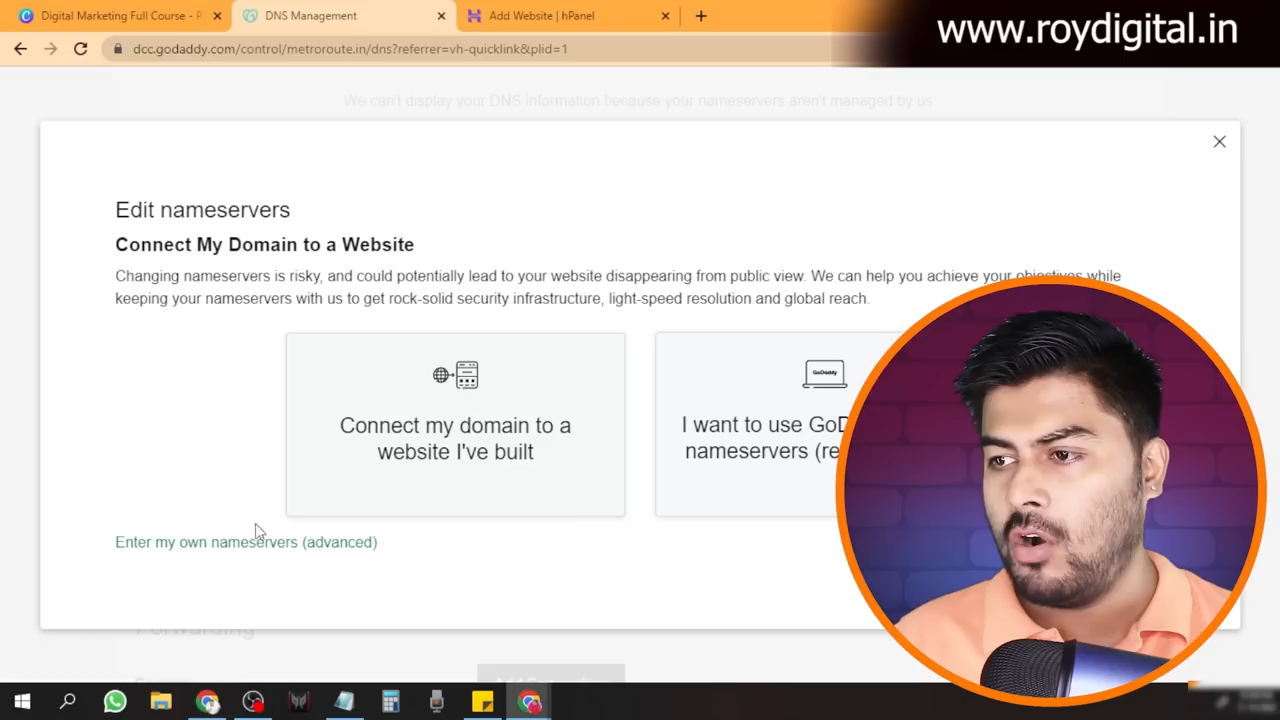 Digital Marketing Full Course - P
DNS Management
Add Website | hPanel
www.roydigital.in
dcc.godaddy.com/control/metroroute.in/dns?referrer=vh-quicklink&plid=1
We can't display your DNS information because your nameservers aren't managed by us
Edit nameservers
Connect My Domain to a Website
Changing nameservers is risky, and could potentially lead to your website disappearing from public view. We can help you achieve your objectives while
keeping your nameservers with us to get rock-solid security infrastructure, light-speed resolution and global reach.
Connect my domain to a
website I've built
GoDaddy
I want to use GoD
nameservers (re
Enter my own nameservers (advanced)
Forwarding